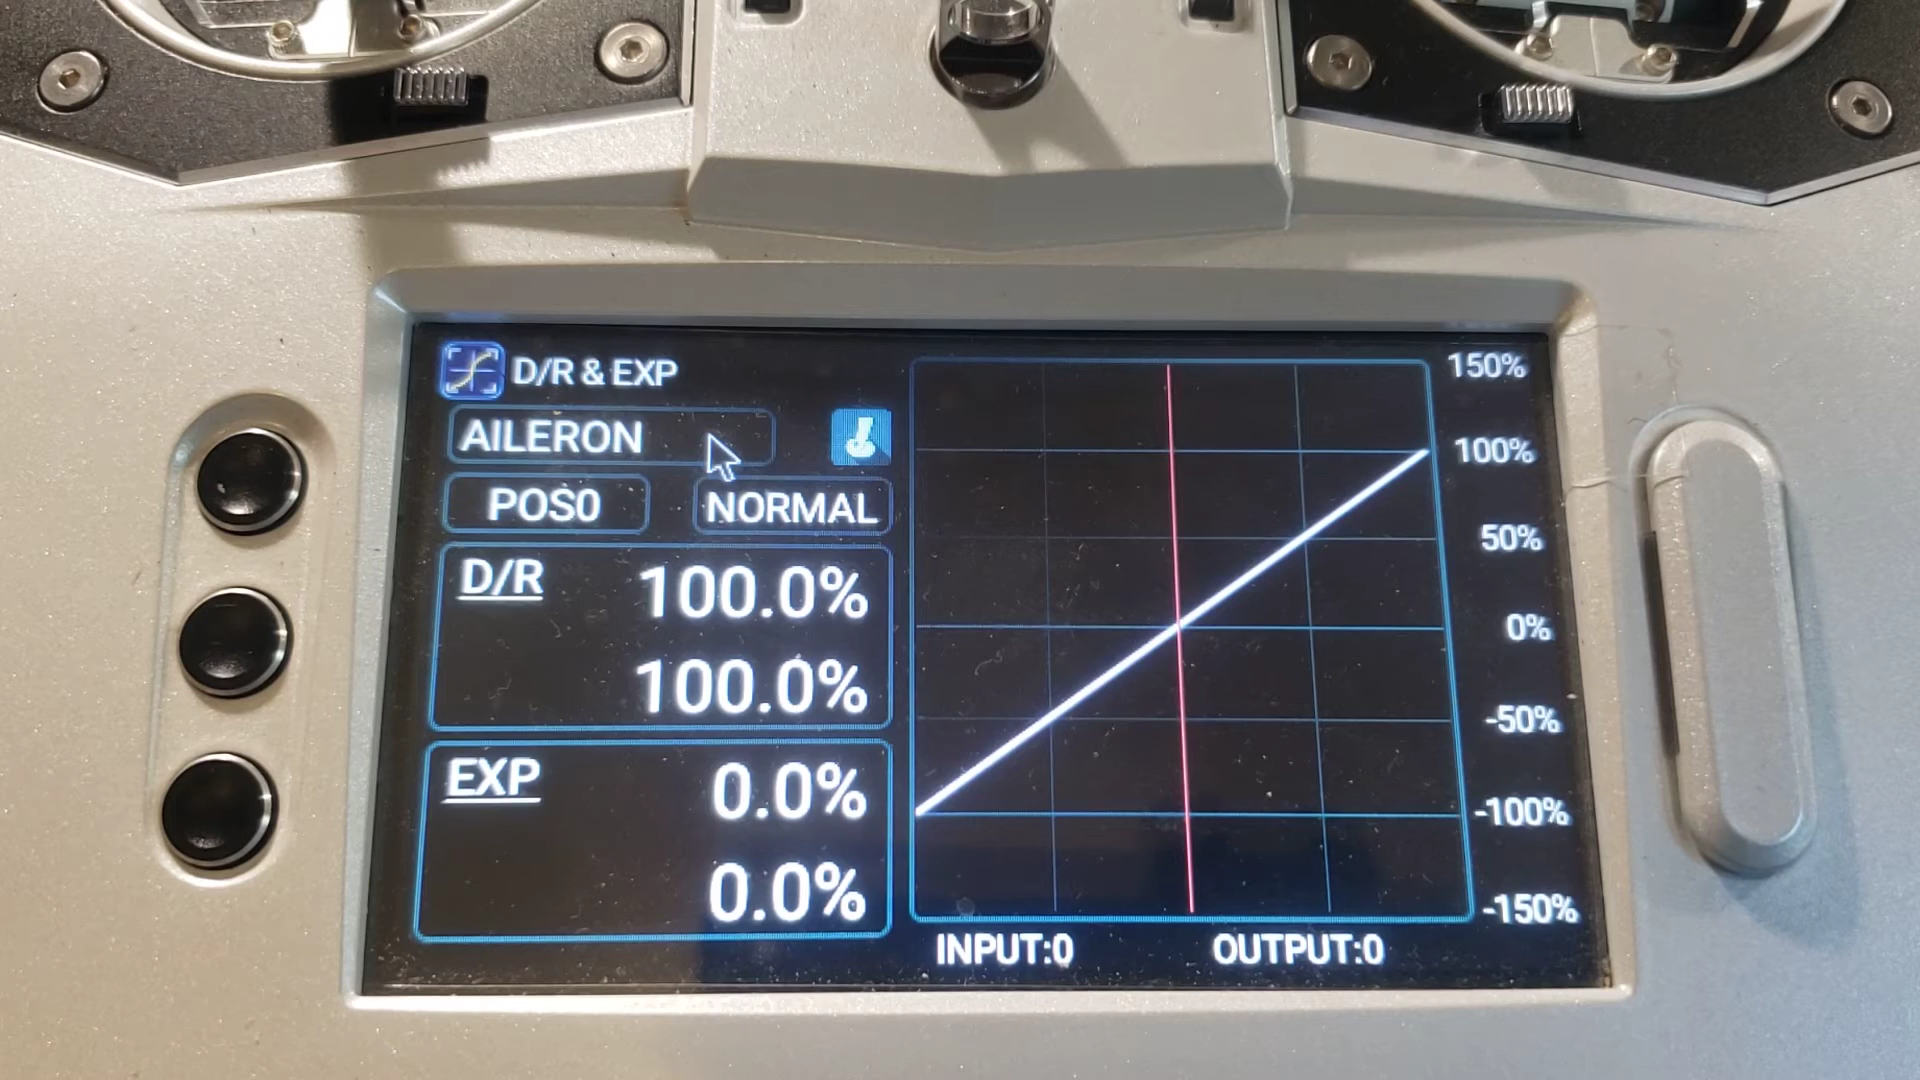 D/R & EXP
AILERON
POS0
NORMAL
D/R
100.0%
100.0%
EXP
0.0%
0.0%
150%
100%
50%
0%
-50%
-100%
-150%
INPUT:0
OUTPUT:0